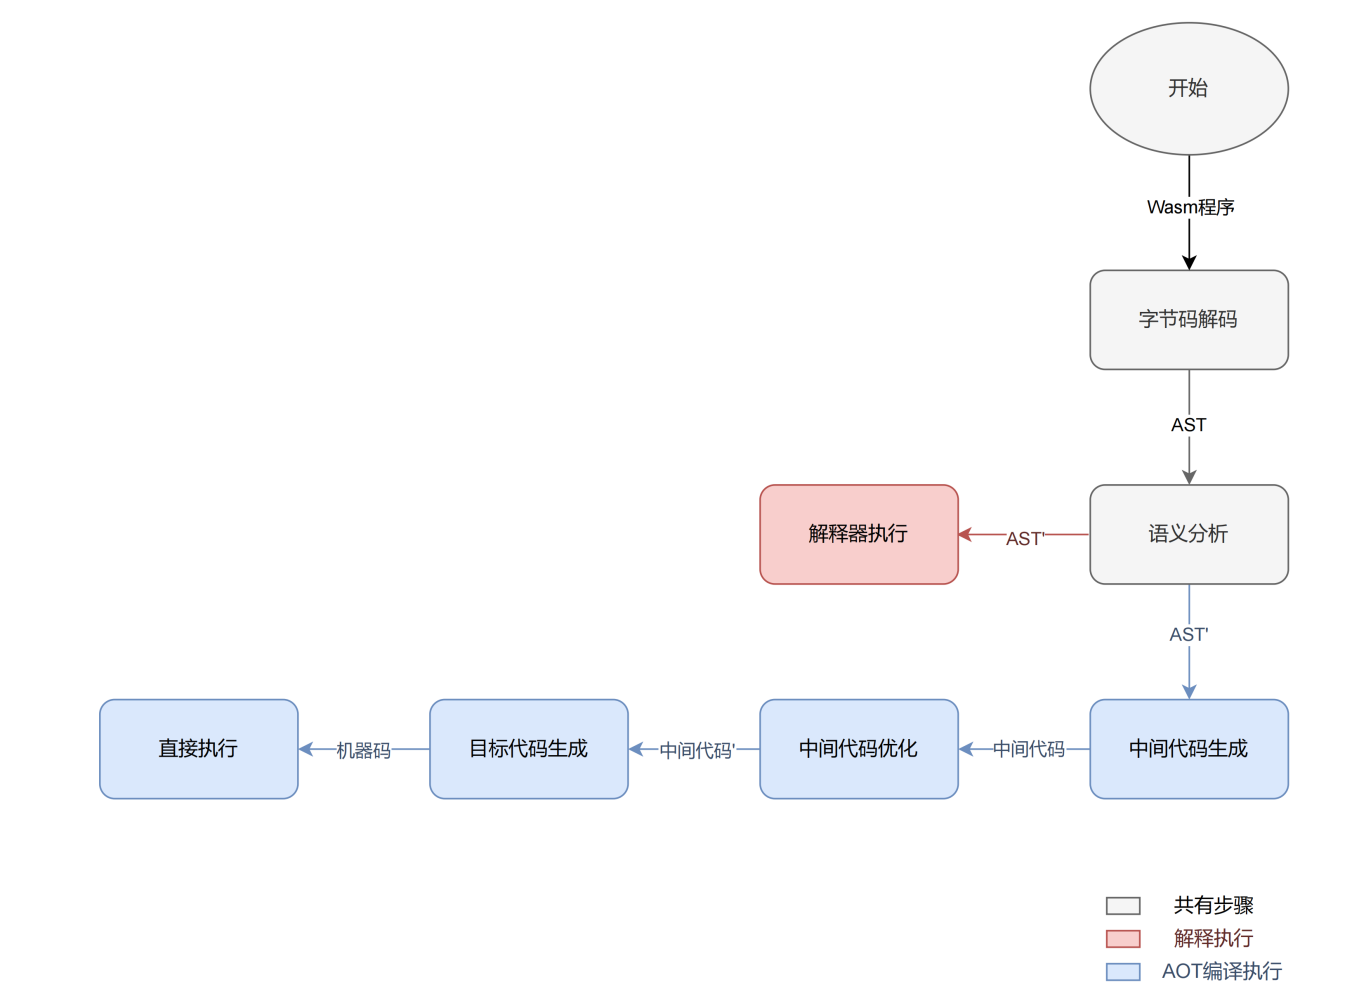 开始
Wasm程序
字节码解码
AST
语义分析
AST'
解释器执行
AST'
中间代码生成
中间代码
中间代码优化
中间代码'
目标代码生成
机器码
直接执行
共有步骤
解释执行
AOT编译执行